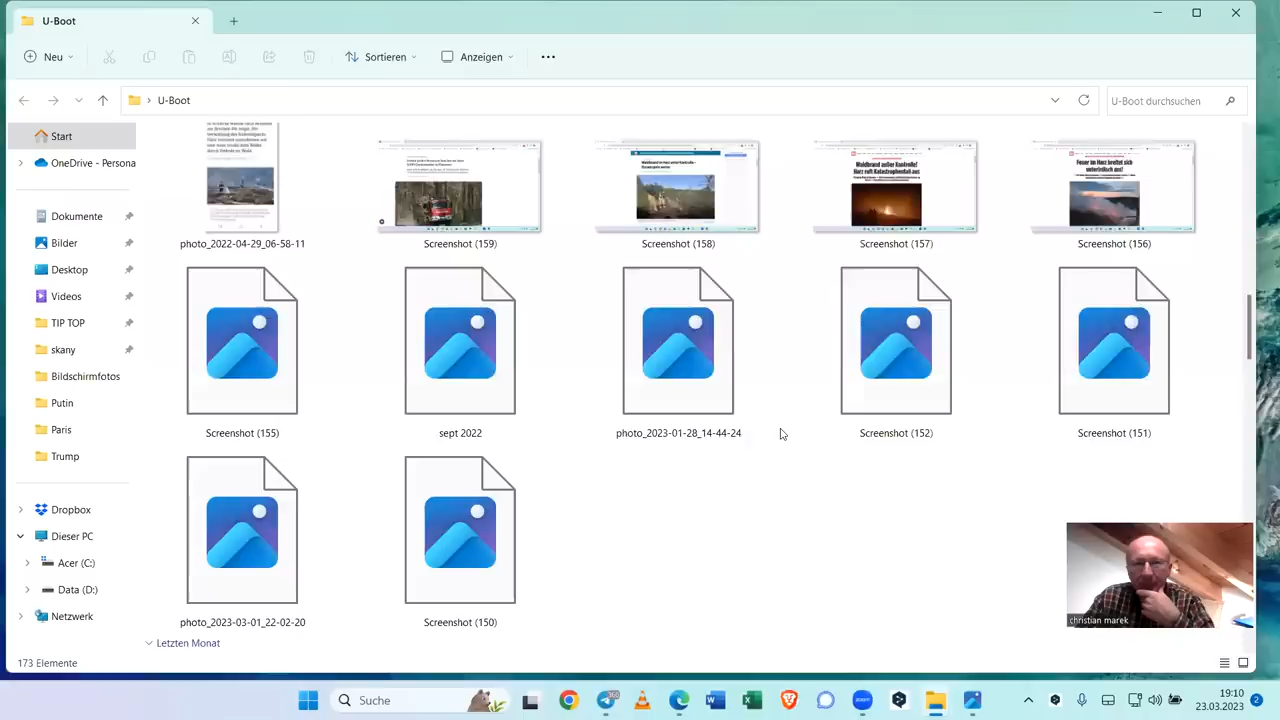 U-Boot
Neu
Sortieren
Anzeigen
U-Boot
U-Boot durchsuchen
Start
OneDrive - Persona
Dokumente
Bilder
Desktop
Videos
TIP TOP
skany
Bildschirmfotos
Putin
Paris
Trump
Dropbox
Dieser PC
Acer (C:)
Data (D:)
Netzwerk
Waldbrand außer Kontrolle!
Harz ruft Katastrophenfall aus
Feuer im Harz breitet sich
unterirdisch aus!
photo_2022-04-29_06-58-11
Screenshot (159)
Screenshot (158)
Screenshot (157)
Screenshot (156)
Screenshot (155)
sept 2022
photo_2023-01-28_14-44-24
Screenshot (152)
Screenshot (151)
photo_2023-03-01_22-02-20
Screenshot (150)
Letzten Monat
christian marek
173 Elemente
Suche
360
zoom
19:10
23.03.2023
2